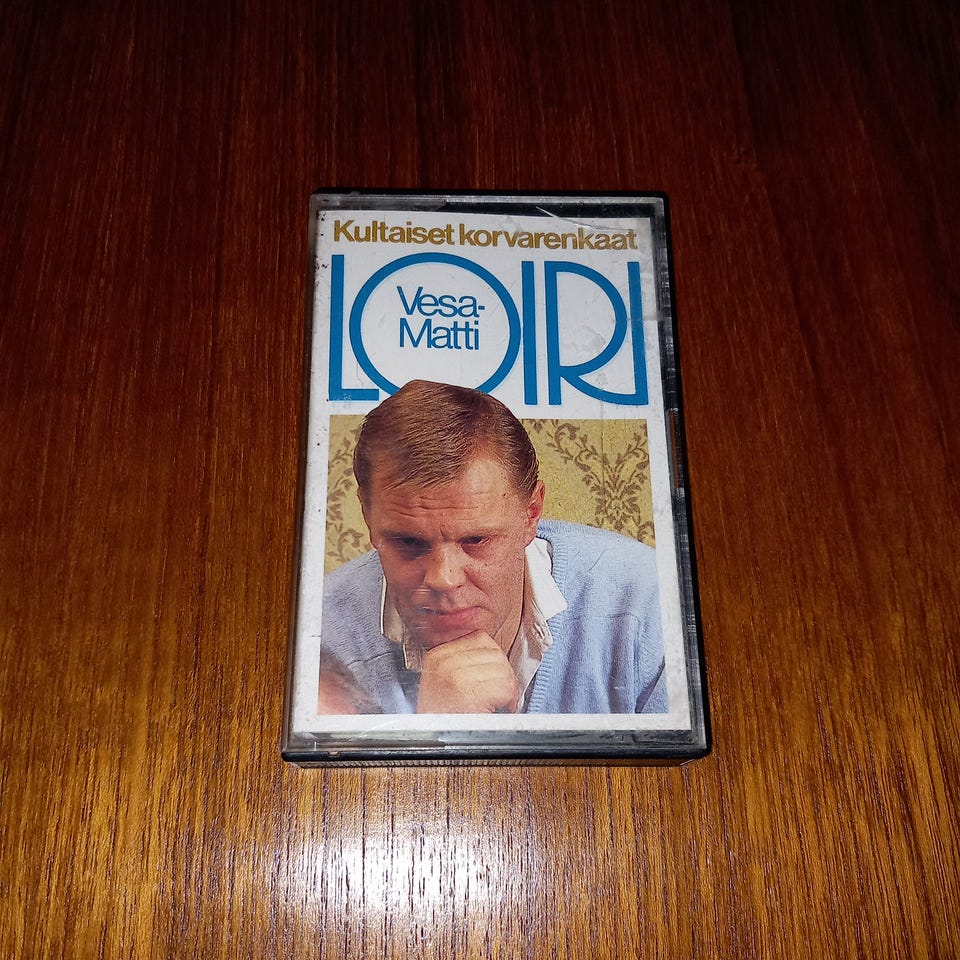 Kultaiset korvarenkaat
Vesa-
Matti
LOIRI